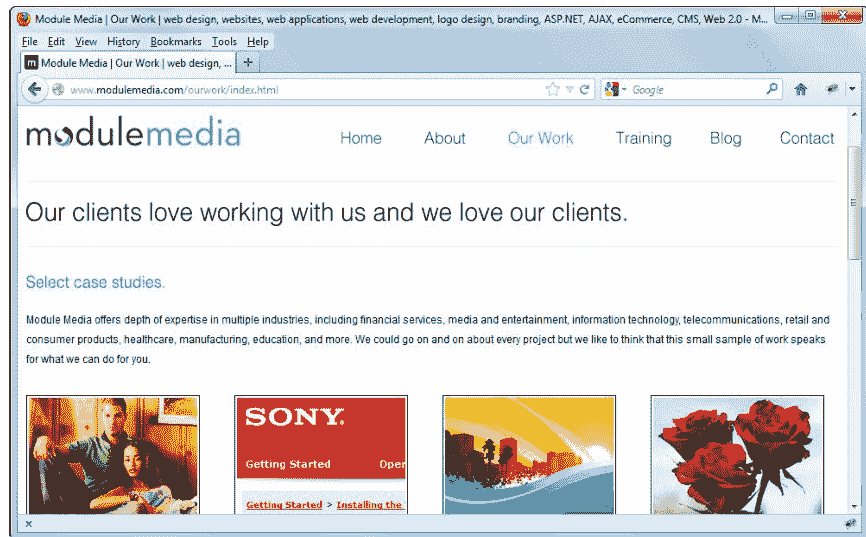 Module Media | Our Work | web design, websites, web applications, web development, logo design, branding, ASP.NET, AJAX, eCommerce, CMS, Web 2.0 - M...
File Edit View History Bookmarks Tools Help
m Module Media | Our Work | web design, ... +
www.modulemedia.com/ourwork/index.html Google
modulemedia Home About Our Work Training Blog Contact
Our clients love working with us and we love our clients.
Select case studies.
Module Media offers depth of expertise in multiple industries, including financial services, media and entertainment, information technology, telecommunications, retail and
consumer products, healthcare, manufacturing, education, and more. We could go on and on about every project but we like to think that this small sample of work speaks
for what we can do for you.
SONY.
Getting Started Oper
Getting Started > Installing the
x